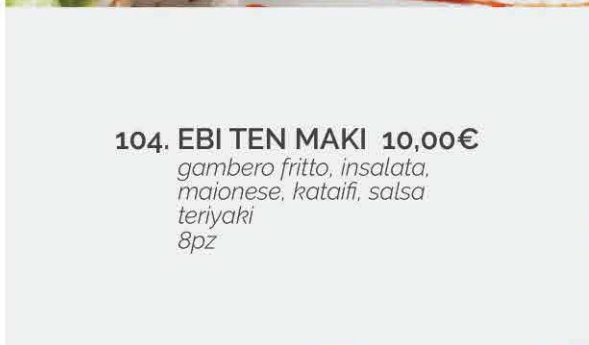 104. EBI TEN MAKI 10,00€
gambero fritto, insalata,
maionese, kataifi, salsa
teriyaki
8pz